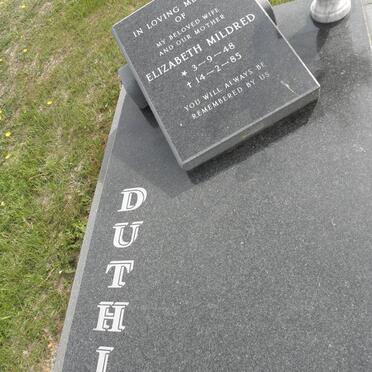 IN LOVING
OF
MY BELOVED WIFE
AND OUR MOTHER
ELIZABETH MILDRED
* 3-9-48
† 14-2-85
YOU WILL ALWAYS BE
REMEMBERED BY US
DUTHI